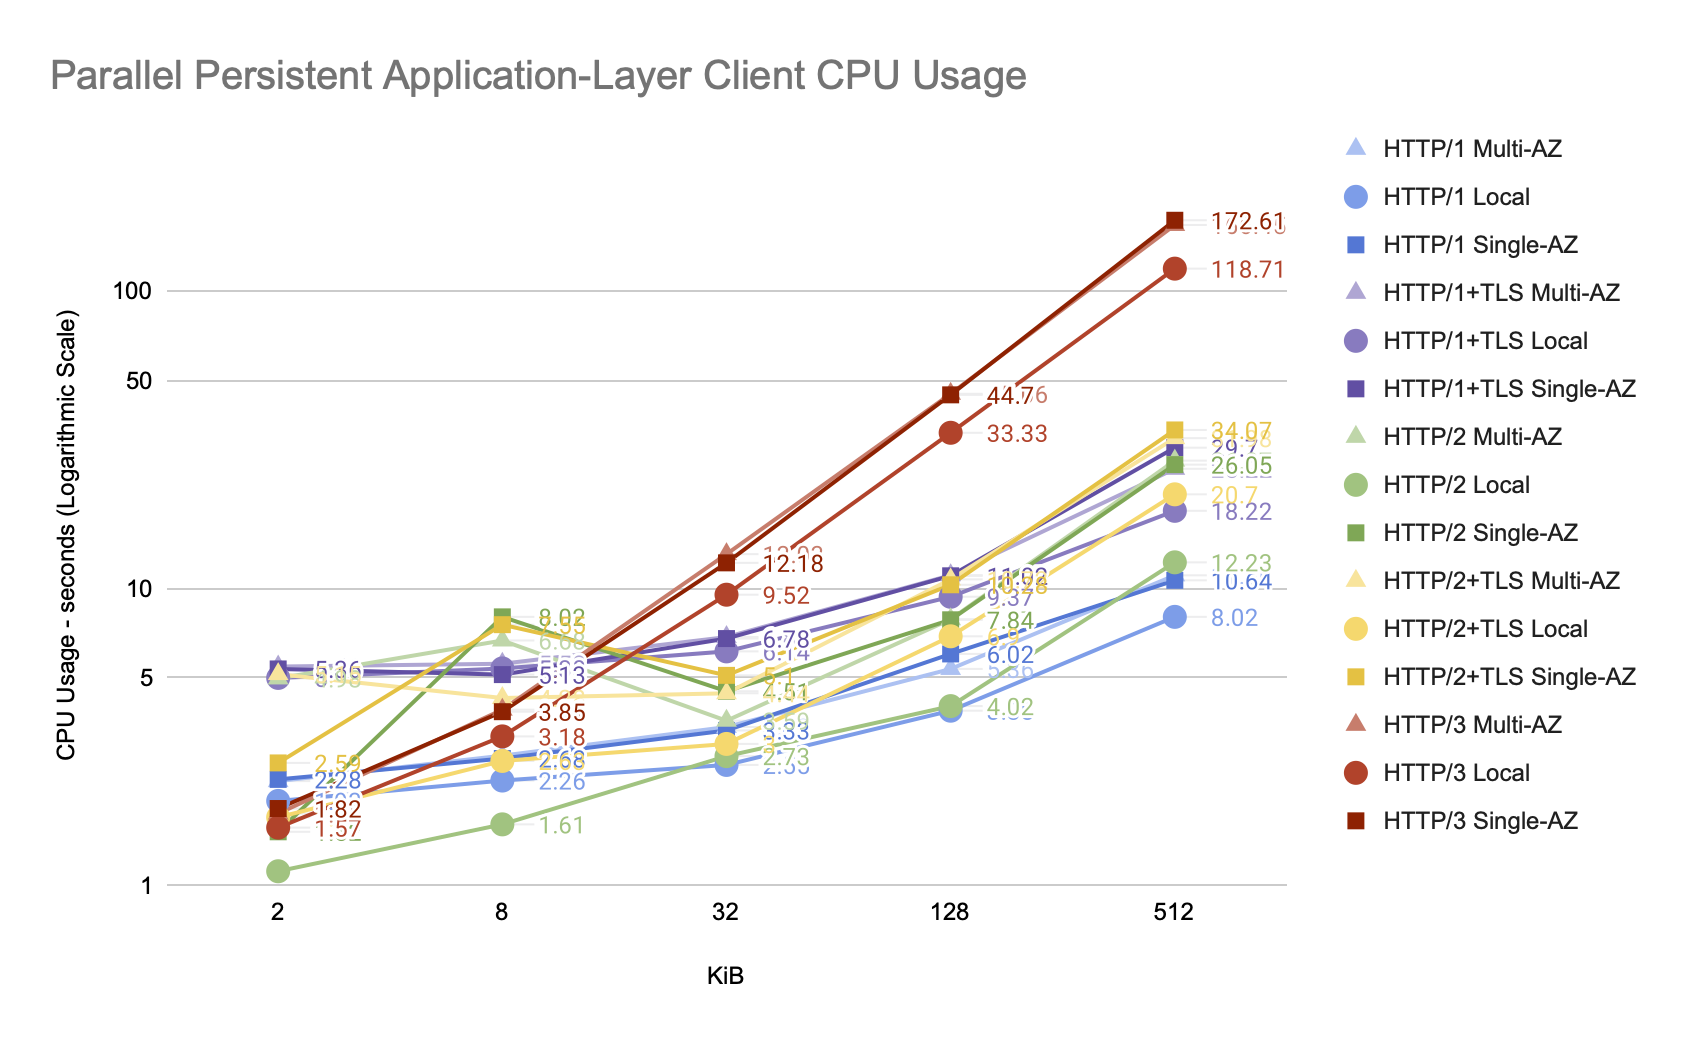 Parallel Persistent Application-Layer Client CPU Usage
HTTP/1 Multi-AZ
HTTP/1 Local
HTTP/1 Single-AZ
HTTP/1+TLS Multi-AZ
HTTP/1+TLS Local
HTTP/1+TLS Single-AZ
HTTP/2 Multi-AZ
HTTP/2 Local
HTTP/2 Single-AZ
HTTP/2+TLS Multi-AZ
HTTP/2+TLS Local
HTTP/2+TLS Single-AZ
HTTP/3 Multi-AZ
HTTP/3 Local
HTTP/3 Single-AZ
CPU Usage - seconds (Logarithmic Scale)
100
50
10
5
1
172.61
118.71
44.7
33.33
34.07
29.7
26.05
20.7
18.22
12.18
12.23
9.52
9.37
10.64
8.02
8.02
7.84
6.68
6.78
6.14
6.02
5.36
5.13
4.51
4.02
3.85
3.18
3.33
2.59
2.68
2.73
2.28
2.26
1.82
1.57
1.61
2
8
32
128
512
KiB